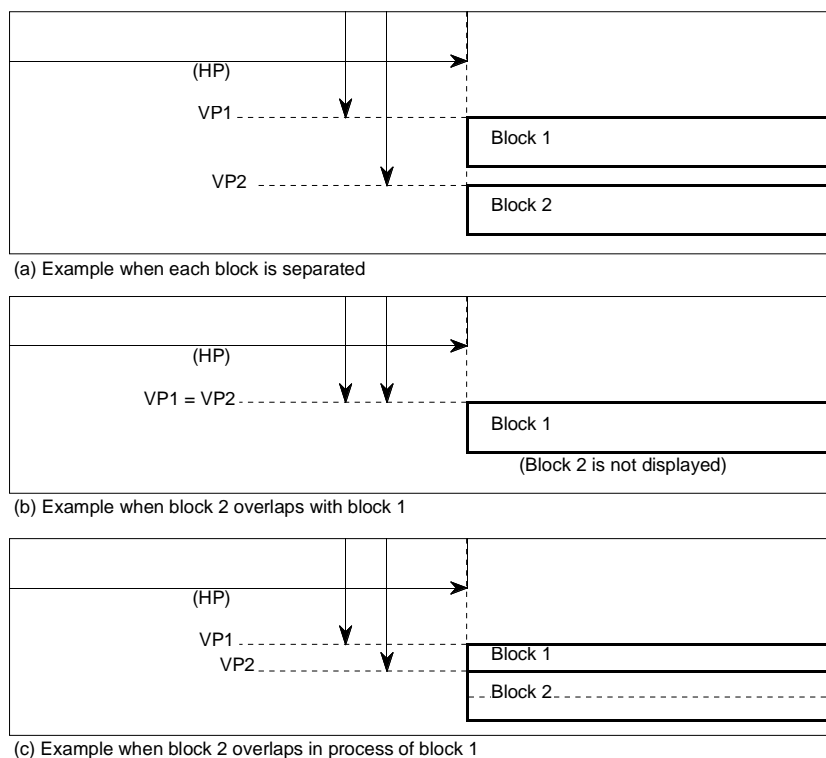 (HP)
VP1
Block 1
VP2
Block 2
(a) Example when each block is separated
(HP)
VP1 = VP2
Block 1
(Block 2 is not displayed)
(b) Example when block 2 overlaps with block 1
(HP)
VP1
Block 1
VP2
Block 2
(c) Example when block 2 overlaps in process of block 1